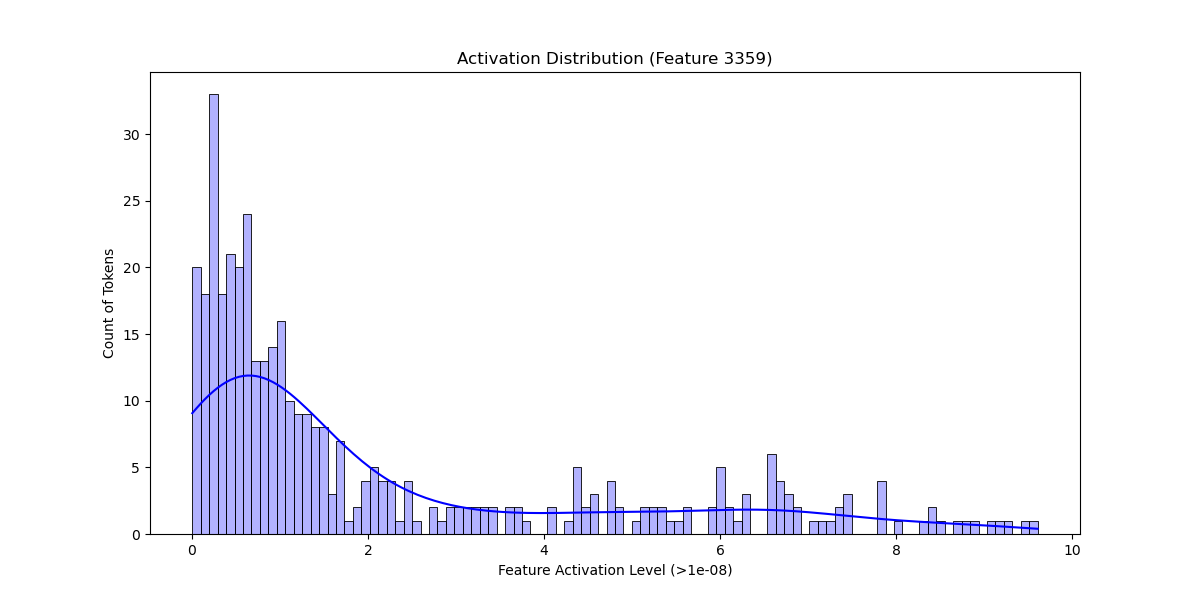 Activation Distribution (Feature 3359)
Count of Tokens
30
25
20
15
10
5
0
0 2 4 6 8 10
Feature Activation Level (>1e-08)